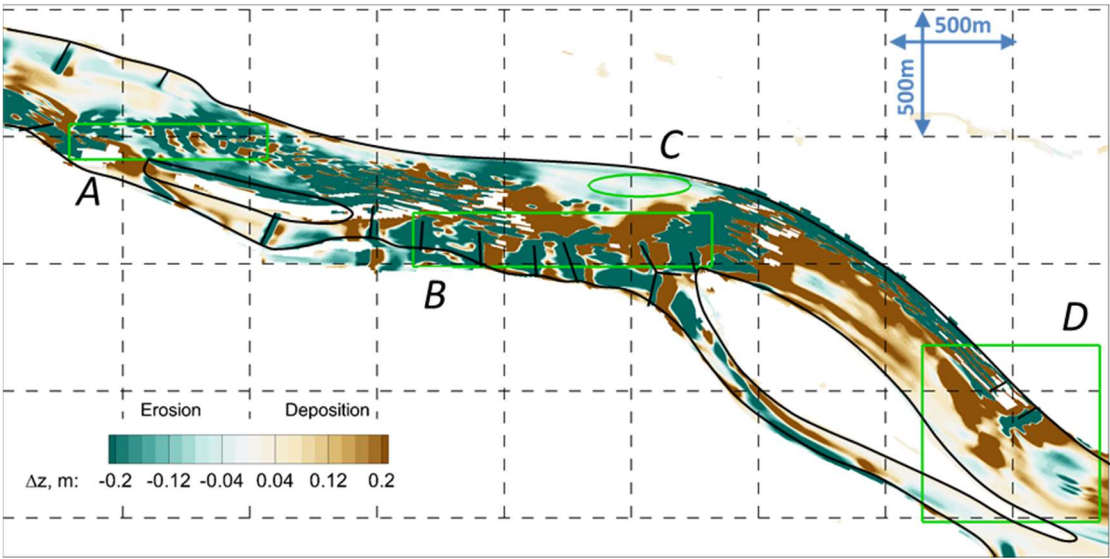 500m
500m
C
A
B
D
Erosion Deposition
Δz, m: -0.2 -0.12 -0.04 0.04 0.12 0.2